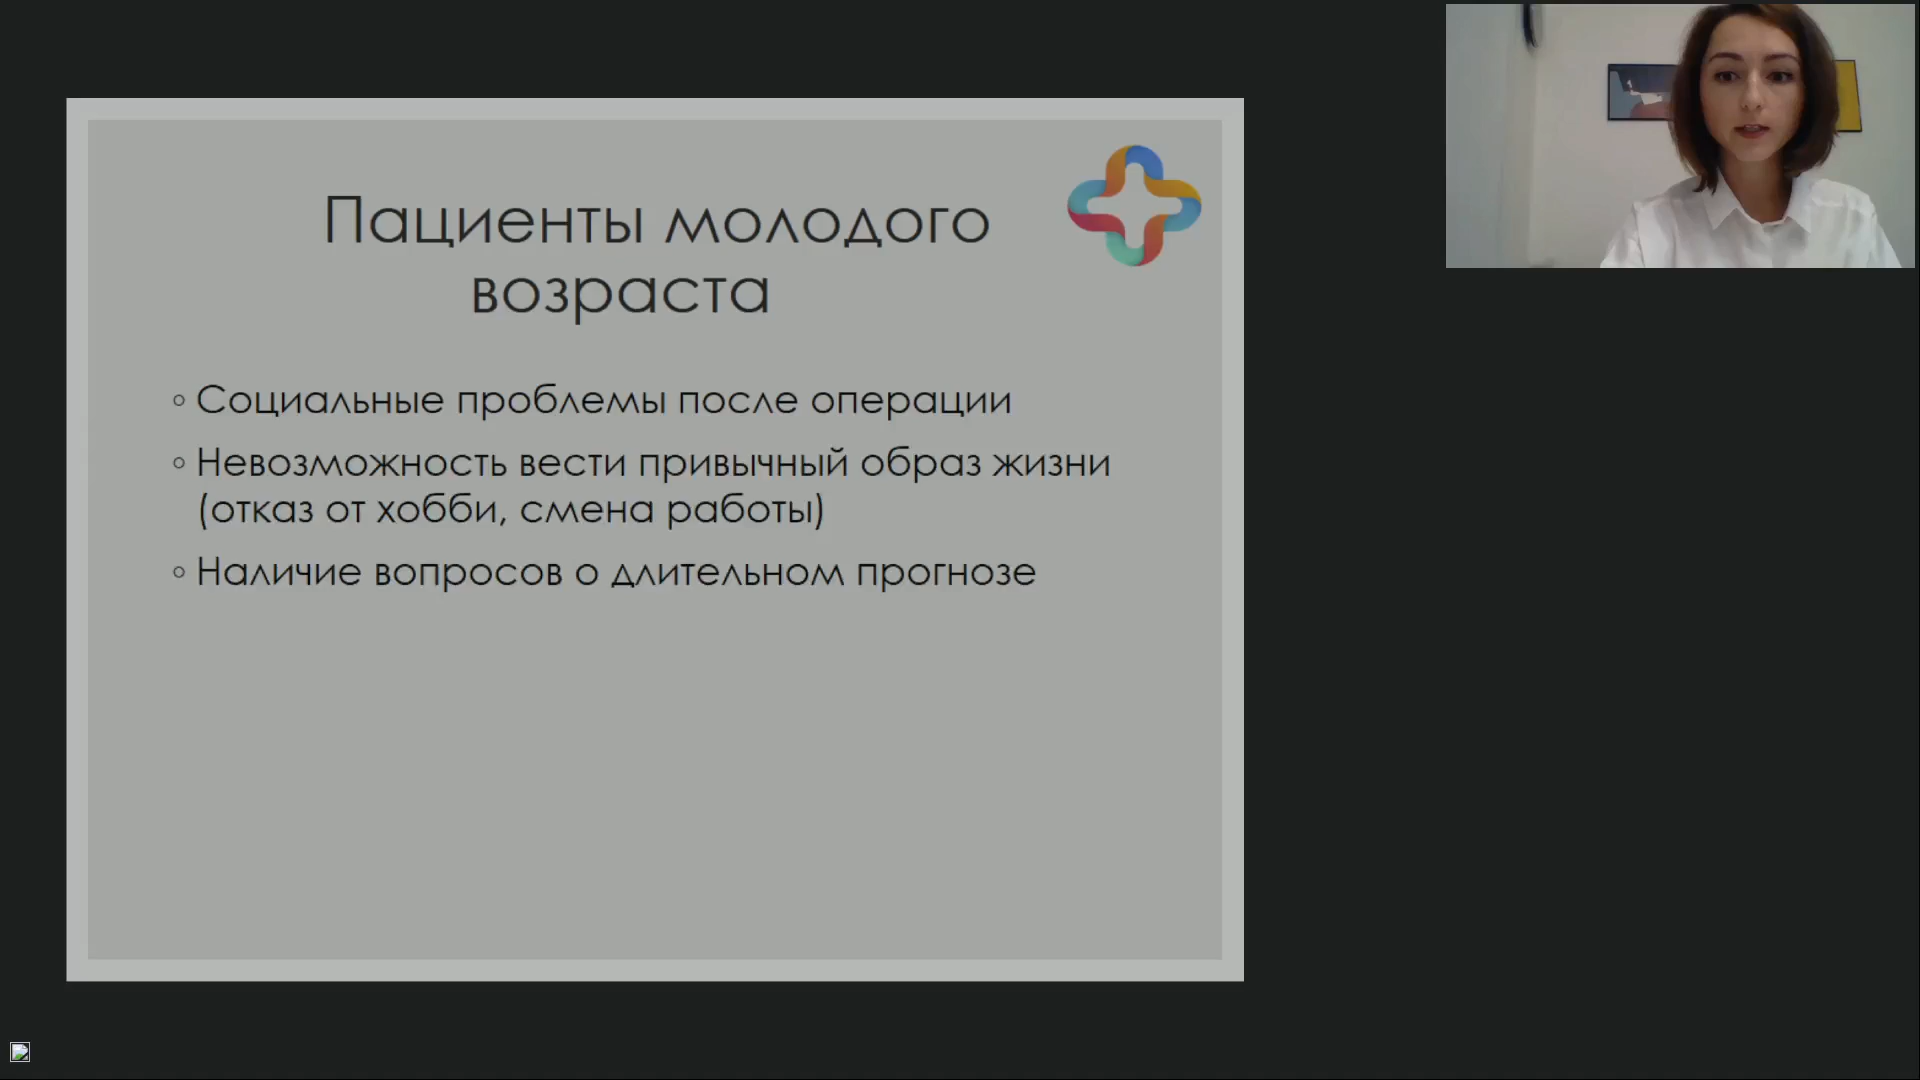 Пациенты молодого
возраста
◦ Социальные проблемы после операции
◦ Невозможность вести привычный образ жизни
(отказ от хобби, смена работы)
◦ Наличие вопросов о длительном прогнозе